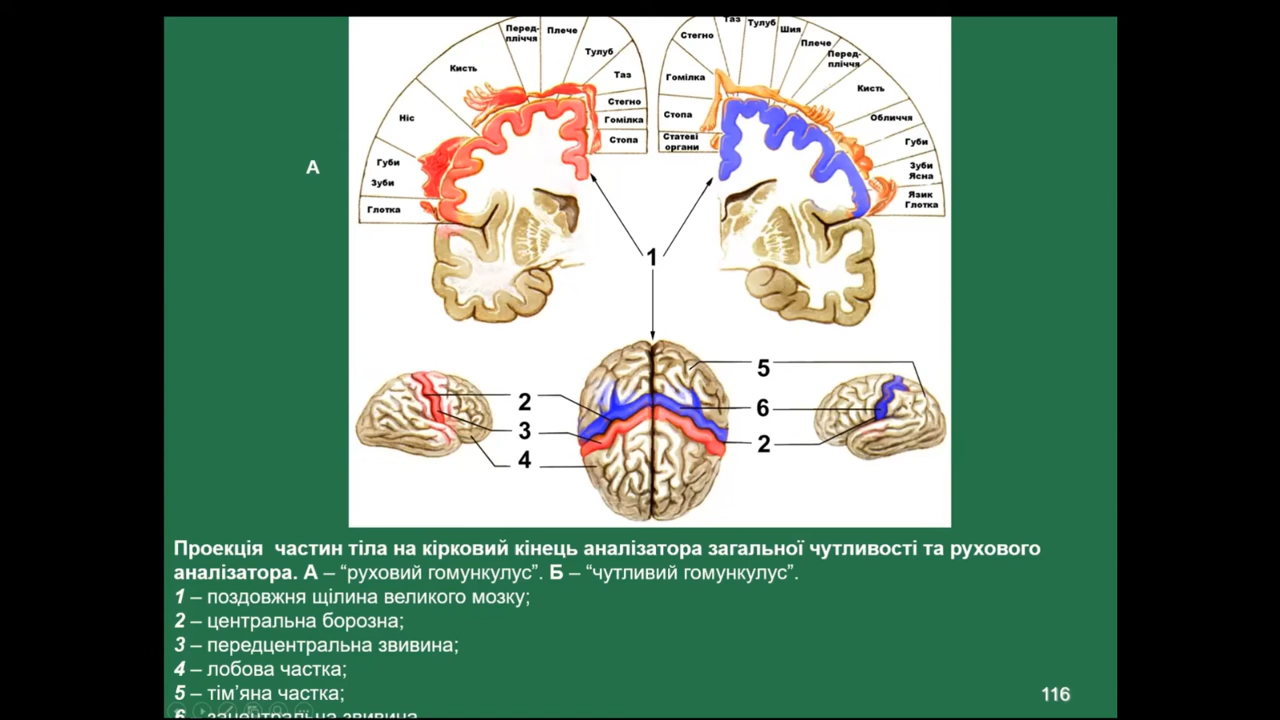 Перед-
пліччя
Плече
Тулуб
Таз
Стегно
Гомілка
Стопа
Кисть
Ніс
Губи
Зуби
Глотка
А
Таз
Тулуб
Шия
Плече
Перед-
пліччя
Кисть
Обличчя
Губи
Зуби
Ясна
Язик
Глотка
Стегно
Гомілка
Стопа
Статеві
органи
1
2
3
4
5
6
2
Проекція частин тіла на кірковий кінець аналізатора загальної чутливості та рухового
аналізатора. А – “руховий гомункулус”. Б – “чутливий гомункулус”.
1 – поздовжня щілина великого мозку;
2 – центральна борозна;
3 – передцентральна звивина;
4 – лобова частка;
5 – тім’яна частка;
6 – зацентральна звивина
116